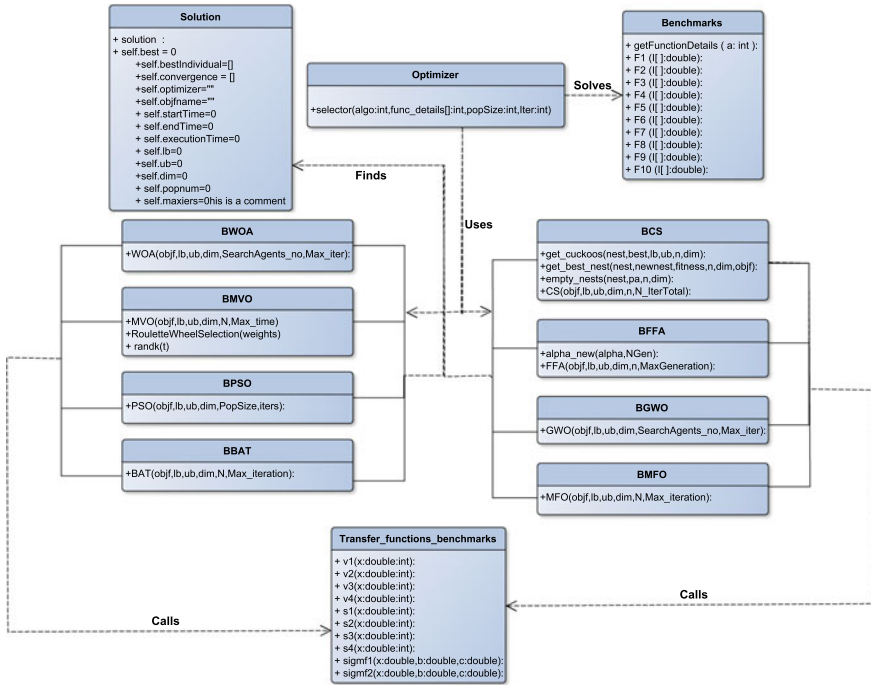 Solution
+ solution :
+ self.best = 0
+self.bestIndividual=[]
+self.convergence = []
+self.optimizer=""
+self.objfname=""
+ self.startTime=0
+ self.endTime=0
+ self.executionTime=0
+ self.lb=0
+self.ub=0
+ self.dim=0
+ self.popnum=0
+ self.maxiers=0his is a comment
Optimizer
+selector(algo:int,func_details[]:int,popSize:int,Iter:int)
Solves
Benchmarks
+ getFunctionDetails ( a: int ):
+ F1 (I[ ]:double):
+ F2 (I[ ]:double):
+ F3 (I[ ]:double):
+ F4 (I[ ]:double):
+ F5 (I[ ]:double):
+ F6 (I[ ]:double):
+ F7 (I[ ]:double):
+ F8 (I[ ]:double):
+ F9 (I[ ]:double):
+ F10 (I[ ]:double):
Finds
Uses
BWOA
+WOA(objf,lb,ub,dim,SearchAgents_no,Max_iter):
BMVO
+MVO(objf,lb,ub,dim,N,Max_time)
+RouletteWheelSelection(weights)
+ randk(t)
BPSO
+PSO(objf,lb,ub,dim,PopSize,iters):
BBAT
+BAT(objf,lb,ub,dim,N,Max_iteration):
BCS
+get_cuckoos(nest,best,lb,ub,n,dim):
+get_best_nest(nest,newnest,fitness,n,dim,objf):
+empty_nests(nest,pa,n,dim):
+CS(objf,lb,ub,dim,n,N_IterTotal):
BFFA
+alpha_new(alpha,NGen):
+FFA(objf,lb,ub,dim,n,MaxGeneration):
BGWO
+GWO(objf,lb,ub,dim,SearchAgents_no,Max_iter):
BMFO
+MFO(objf,lb,ub,dim,N,Max_iteration):
Transfer_functions_benchmarks
+ v1(x:double:int):
+ v2(x:double:int):
+ v3(x:double:int):
+ v4(x:double:int):
+ s1(x:double:int):
+ s2(x:double:int):
+ s3(x:double:int):
+ s4(x:double:int):
+ sigmf1(x:double,b:double,c:double):
+ sigmf2(x:double,b:double,c:double):
Calls
Calls